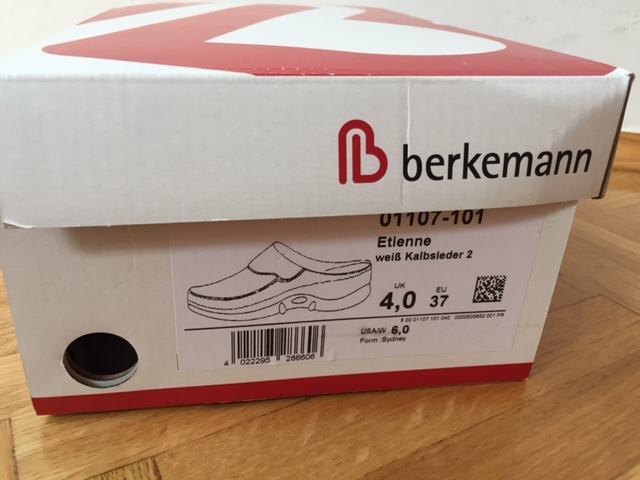 berkemann
01107-101
Etienne
weiß Kalbsleder 2
UK EU
4,0 37
USA/W 6,0
Form :Sydney
4 022295 286606